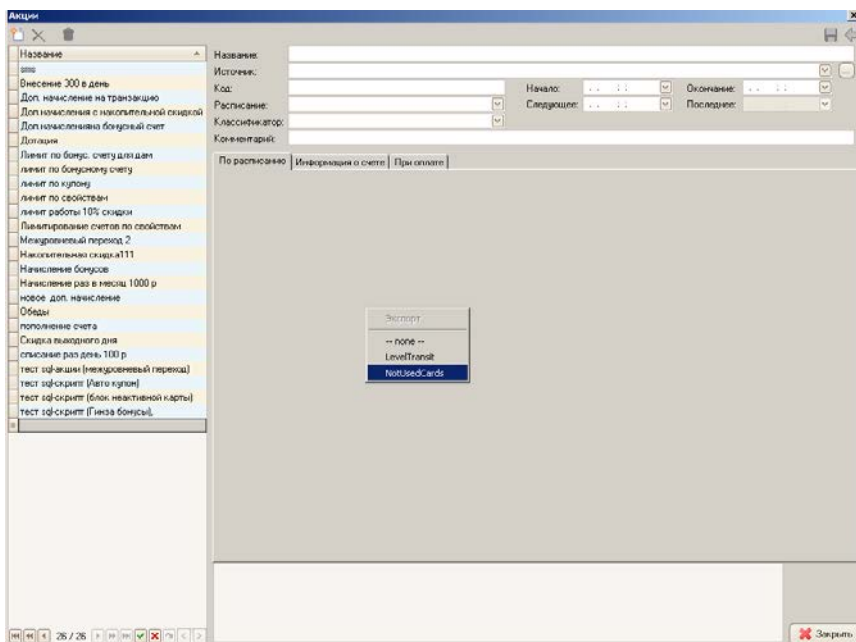 Акции
Название
sms
Внесение 300 в день
Доп. начисление на транзакцию
Доп.начисления с накопительной скидкой
Доп.начисленияна бонусный счет
Дотация
Лимит по бонус. счету для дам
лимит по бонусному счету
лимит по купону
лимит по свойствам
лимит работы 10% скидки
Лимитирование счетов по свойствам
Межуровневый переход 2
Накопительная скидка111
Начисление бонусов
Начисление раз в месяц 1000 р
новое доп. начисление
Обеды
пополнение счета
Скидка выходного дня
списание раз день 100 р
тест sql-акции (межуровневый переход)
тест sql-скрипт (Авто купон)
тест sql-скрипт (блок неактивной карты)
тест sql-скрипт (Гинза бонусы),
26 / 26
Название:
Источник:
Код: Начало: Окончание:
Расписание: Следующее: Последнее:
Классификатор:
Комментарий:
По расписанию Информация о счете При оплате
Экспорт
-- none --
LevelTransit
NotUsedCards
Закрыть